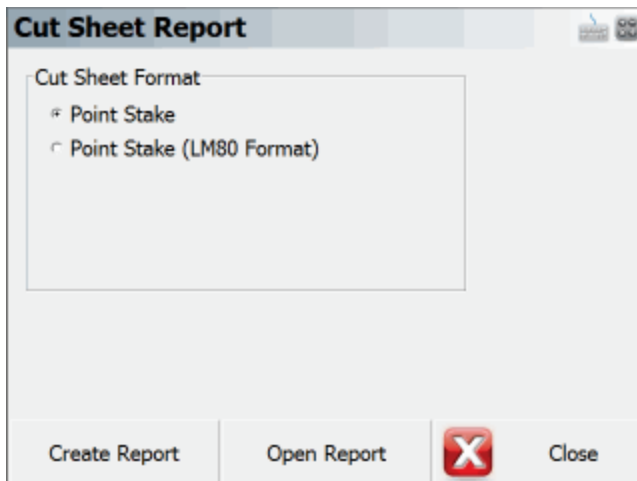 Cut Sheet Report
Cut Sheet Format
Point Stake
Point Stake (LM80 Format)
Create Report
Open Report
Close